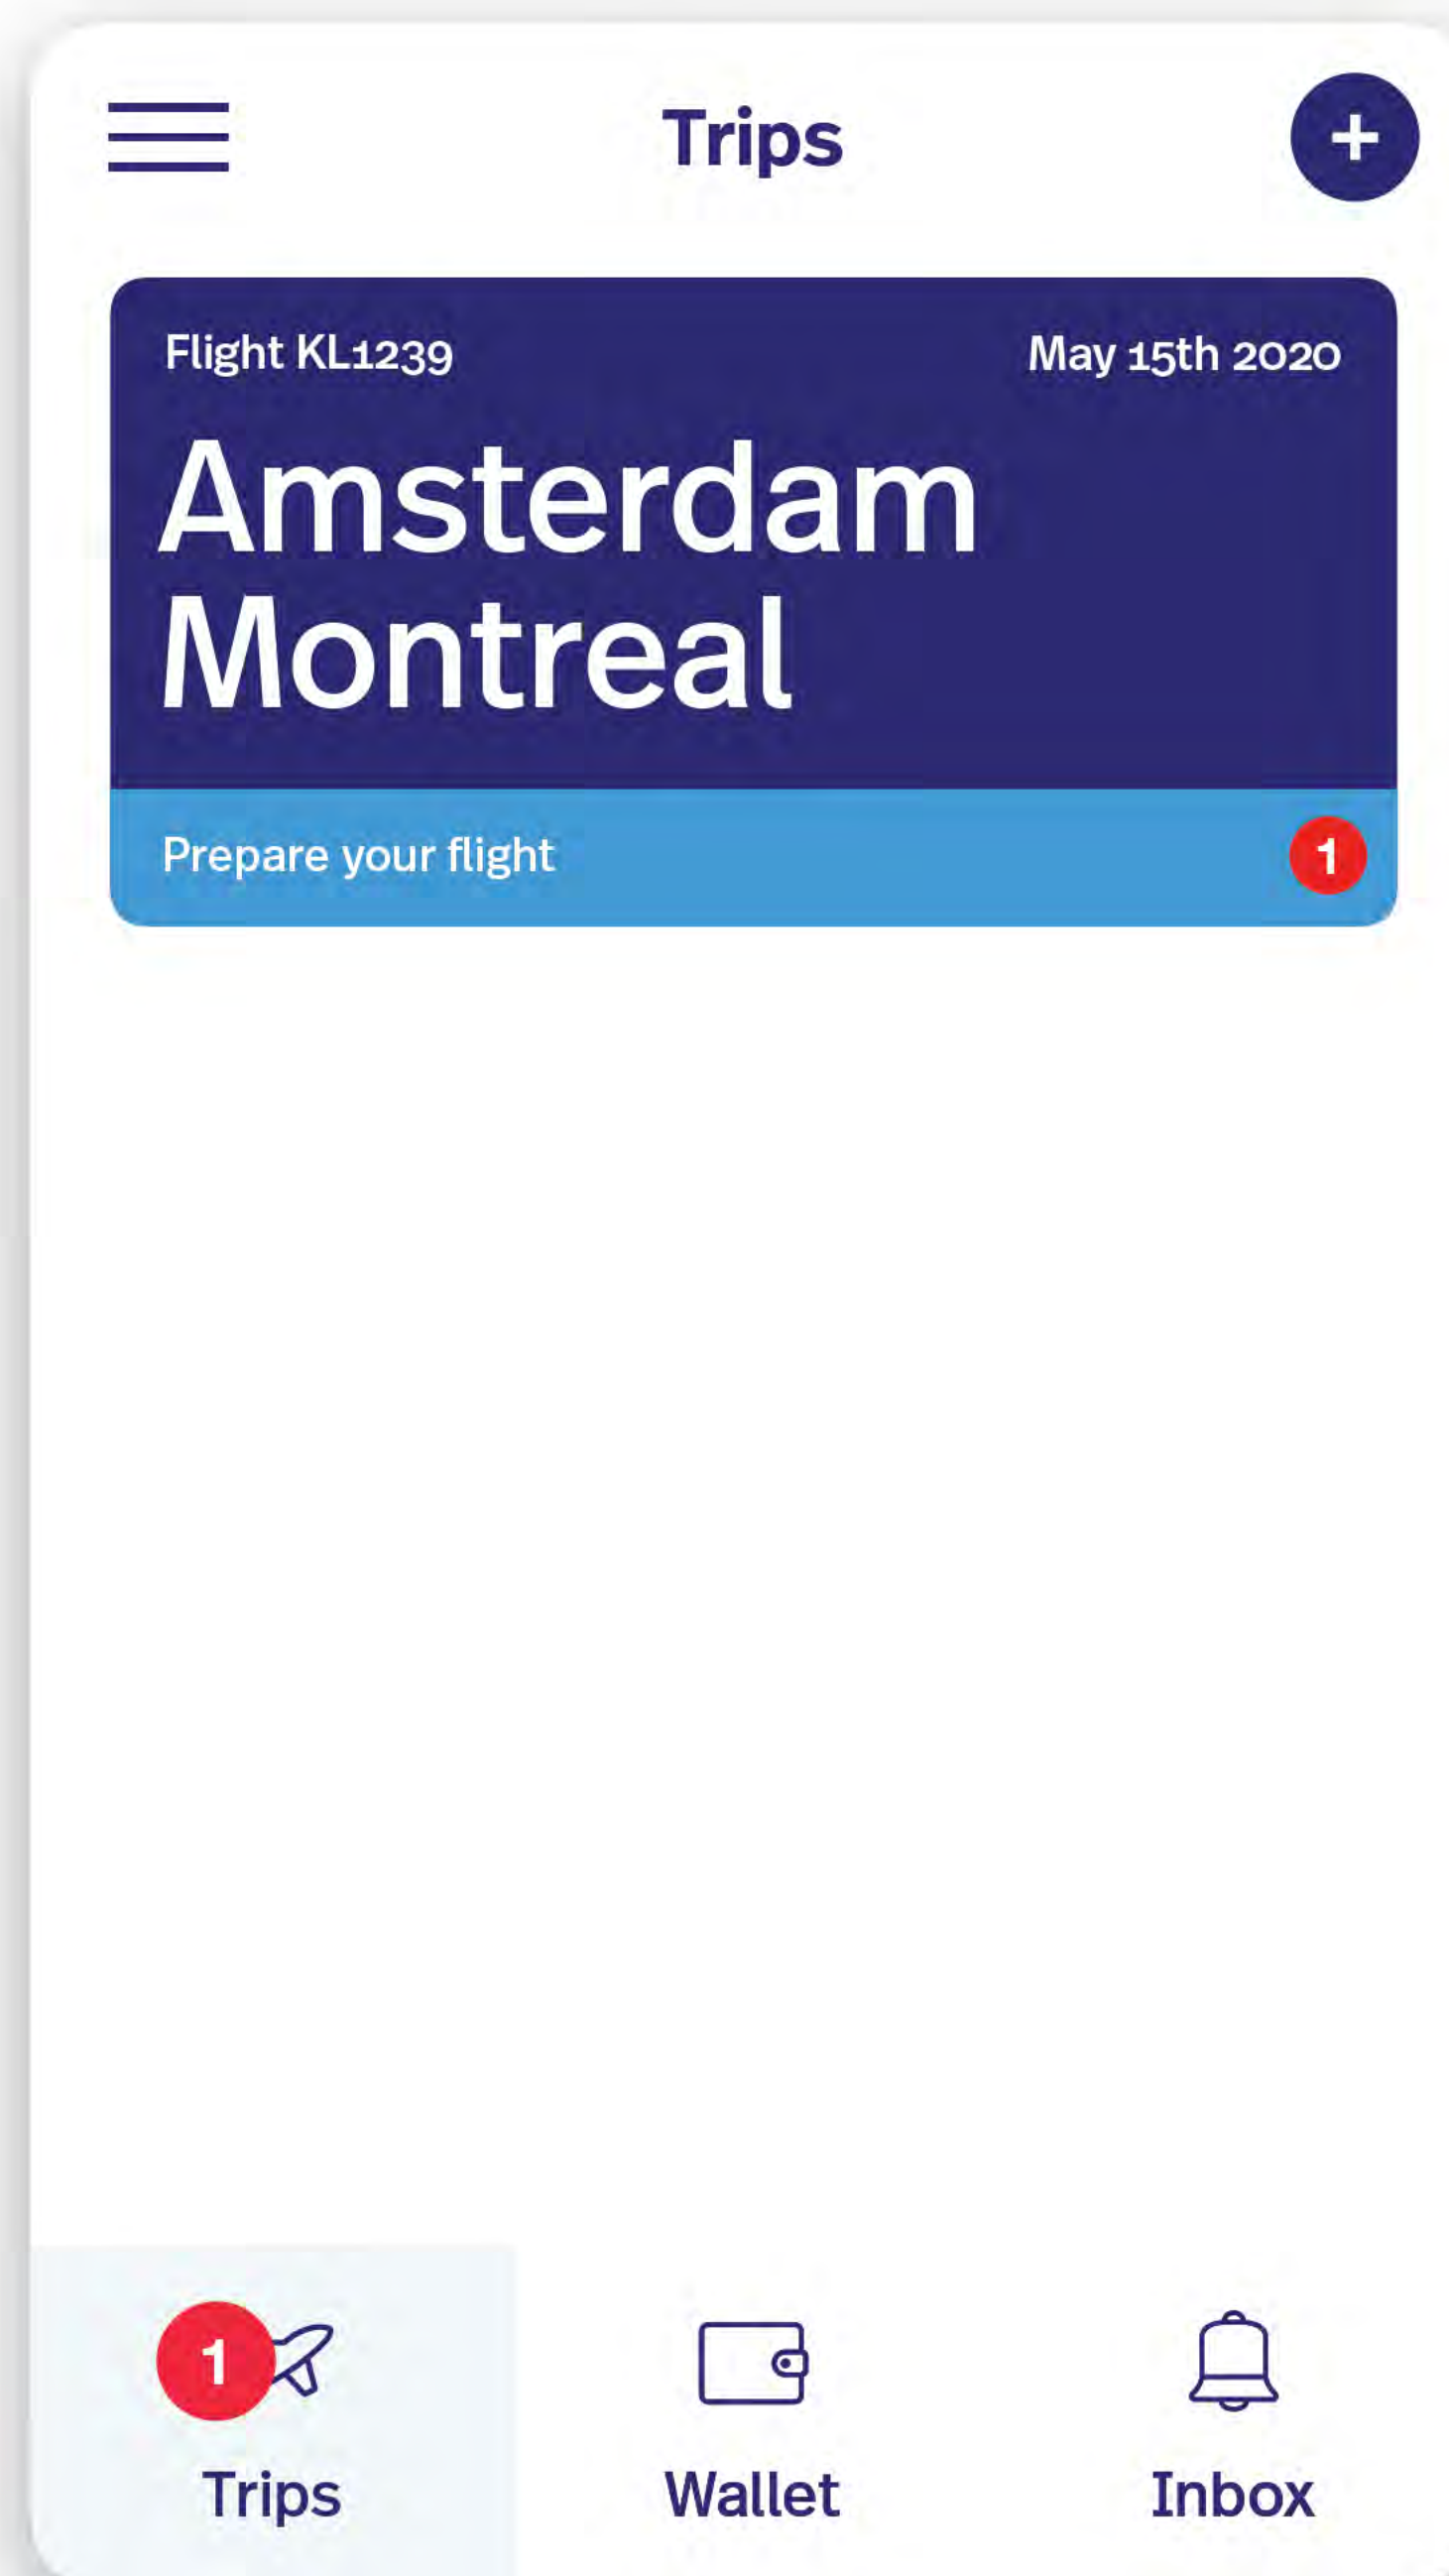 Trips
+
Flight KL1239
May 15th 2020
Amsterdam
Montreal
Prepare your flight
1
1
Trips
Wallet
Inbox